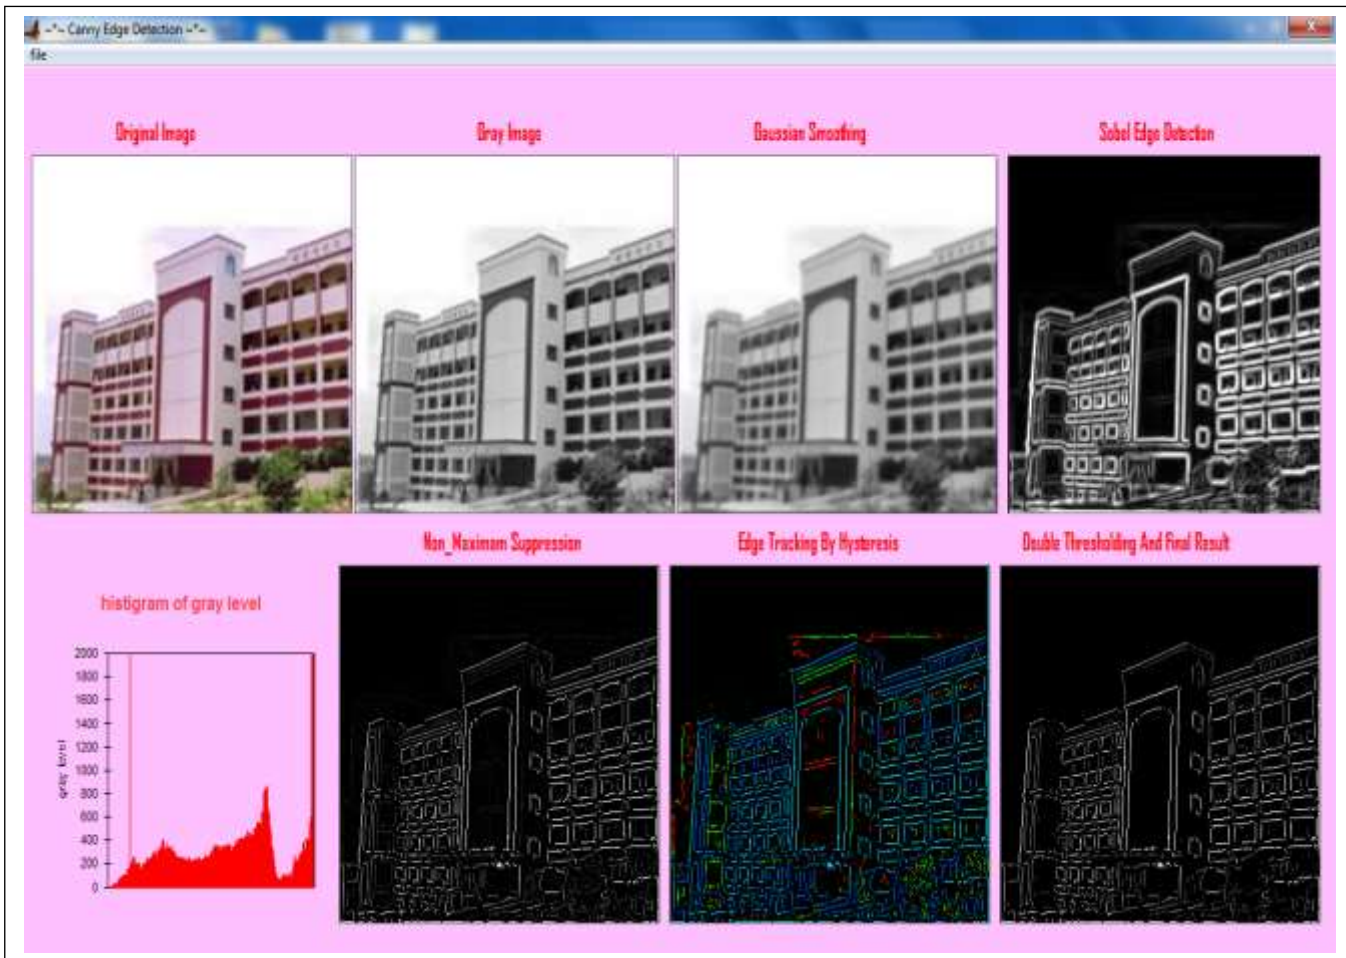 ~*~ Canny Edge Detection ~*~
file
Original Image
Gray Image
Gaussian Smoothing
Sobel Edge Detection
Non_Maximum Suppression
Edge Tracking By Hysteresis
Double Thresholding And Final Result
histigram of gray level
2000
1800
1600
1400
1200
1000
800
600
400
200
0
gray level